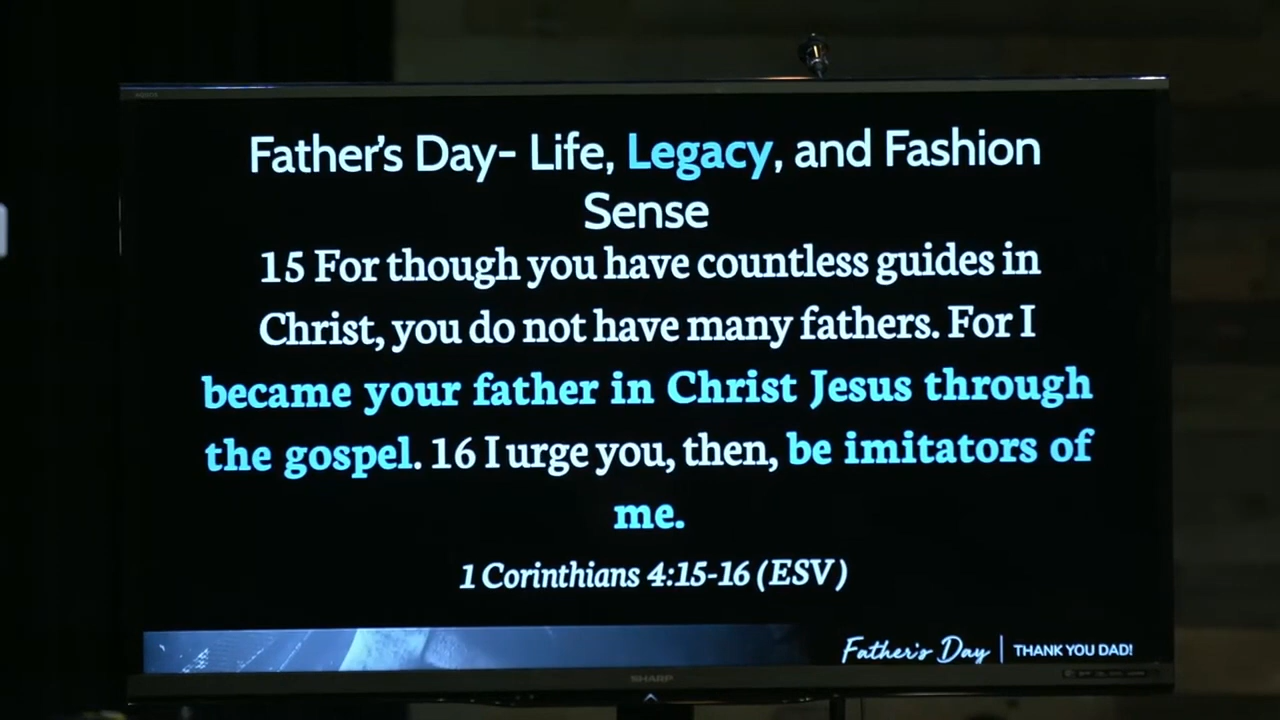 Father's Day- Life, Legacy, and Fashion
Sense
15 For though you have countless guides in
Christ, you do not have many fathers. For I
became your father in Christ Jesus through
the gospel. 16 I urge you, then, be imitators of
me.
1 Corinthians 4:15-16 (ESV)
Father's Day | THANK YOU DAD!
SHARP